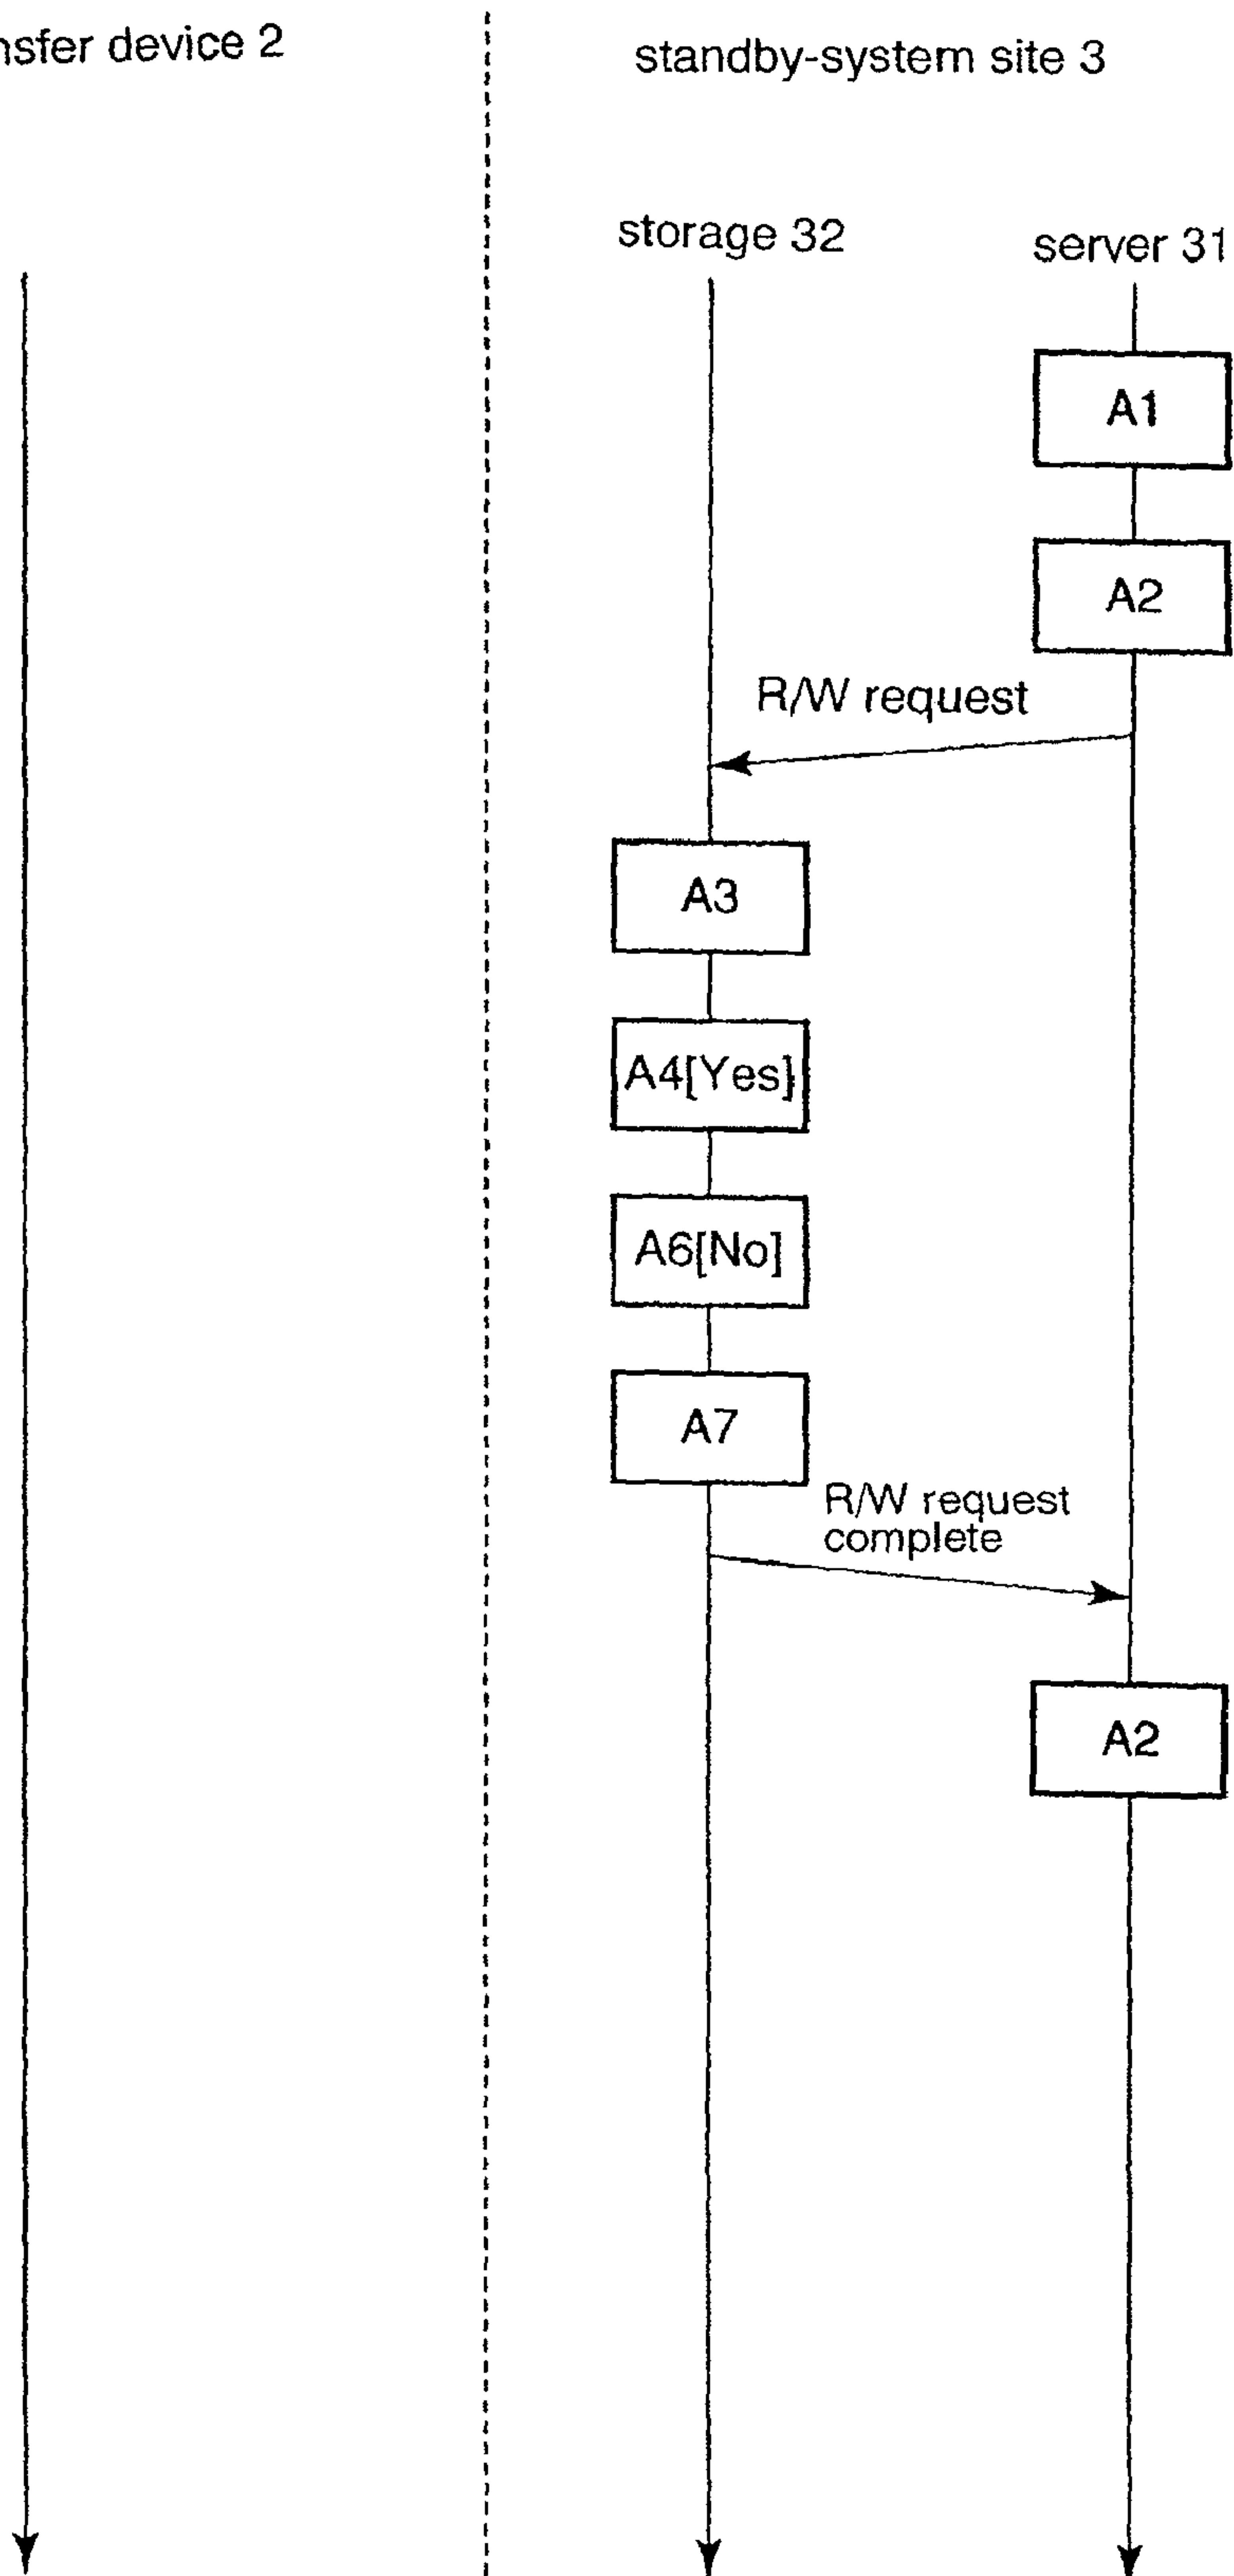 device 2
standby-system site 3
storage 32
server 31
A1
A2
R/W request
A3
A4[Yes]
A6[No]
A7
R/W request
complete
A2